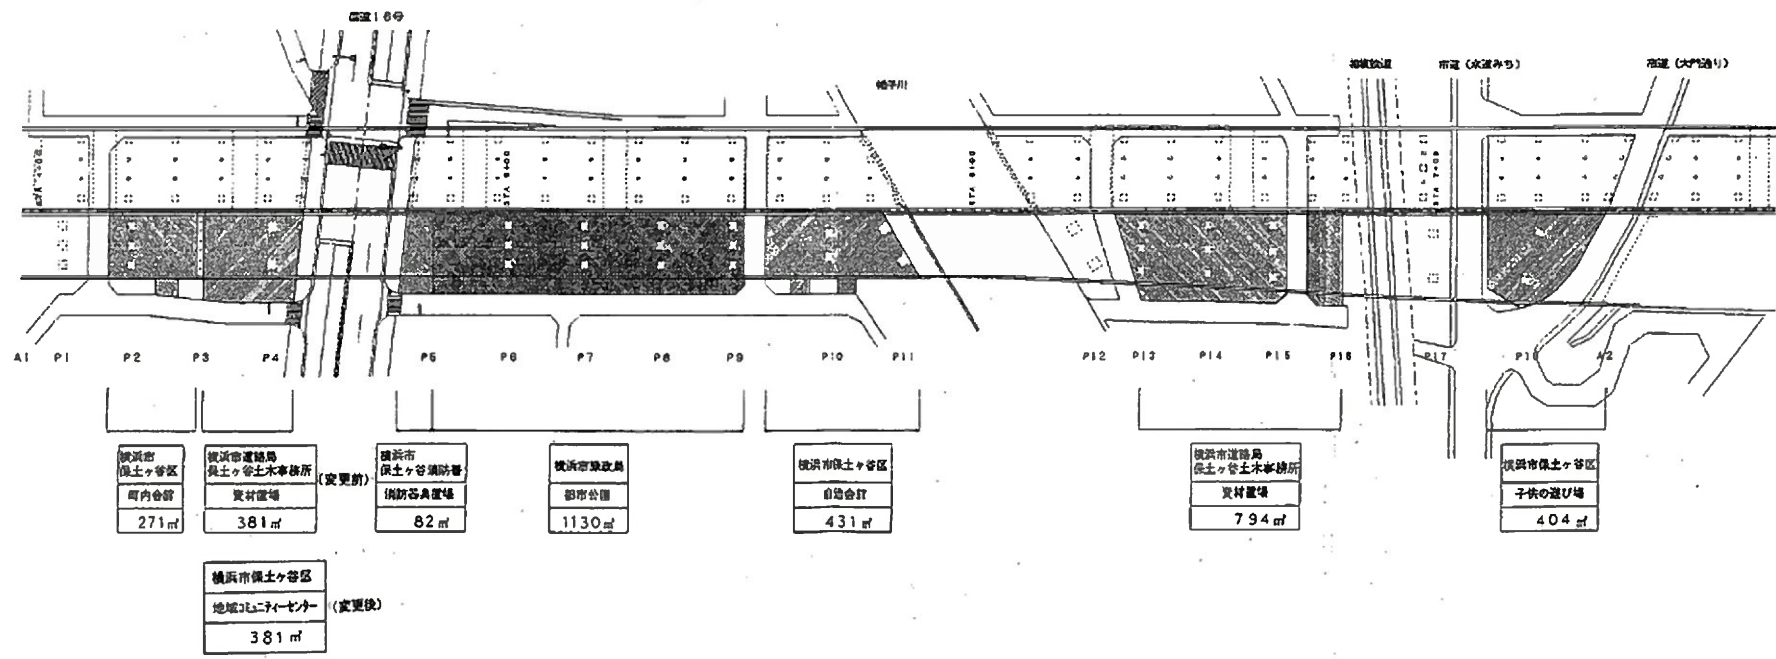 国道16号
帷子川
相模鉄道
市道（水道みち）
市道（大門通り）
STA 6+00
STA 7+00
A1 P1 P2 P3 P4 P5 P6 P7 P8 P9 P10 P11 P12 P13 P14 P15 P16 P17 P18 A2
横浜市
保土ヶ谷区
町内会館
271㎡
横浜市道路局
保土ヶ谷土木事務所
資材置場
381㎡
(変更前)
横浜市
保土ヶ谷消防署
消防器具置場
82㎡
横浜市緑政局
都市公園
1130㎡
横浜市保土ヶ谷区
自治会館
431㎡
横浜市道路局
保土ヶ谷土木事務所
資材置場
794㎡
横浜市保土ヶ谷区
子供の遊び場
404㎡
横浜市保土ヶ谷区
地域コミュニティーセンター
381㎡
(変更後)